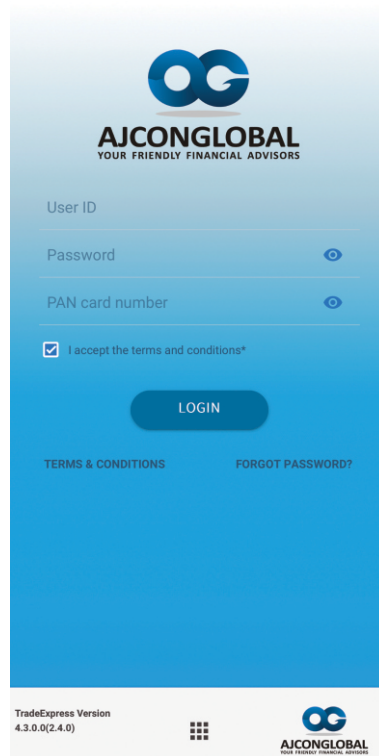 AJCONGLOBAL
YOUR FRIENDLY FINANCIAL ADVISORS
User ID
Password
PAN card number
I accept the terms and conditions*
LOGIN
TERMS & CONDITIONS FORGOT PASSWORD?
TradeExpress Version
4.3.0.0(2.4.0)
AJCONGLOBAL
YOUR FRIENDLY FINANCIAL ADVISORS